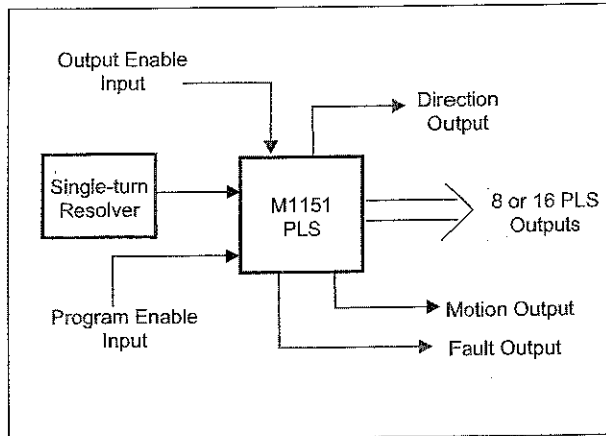 Output Enable
Input
Direction
Output
Single-turn
Resolver
M1151
PLS
8 or 16 PLS
Outputs
Program Enable
Input
Motion Output
Fault Output